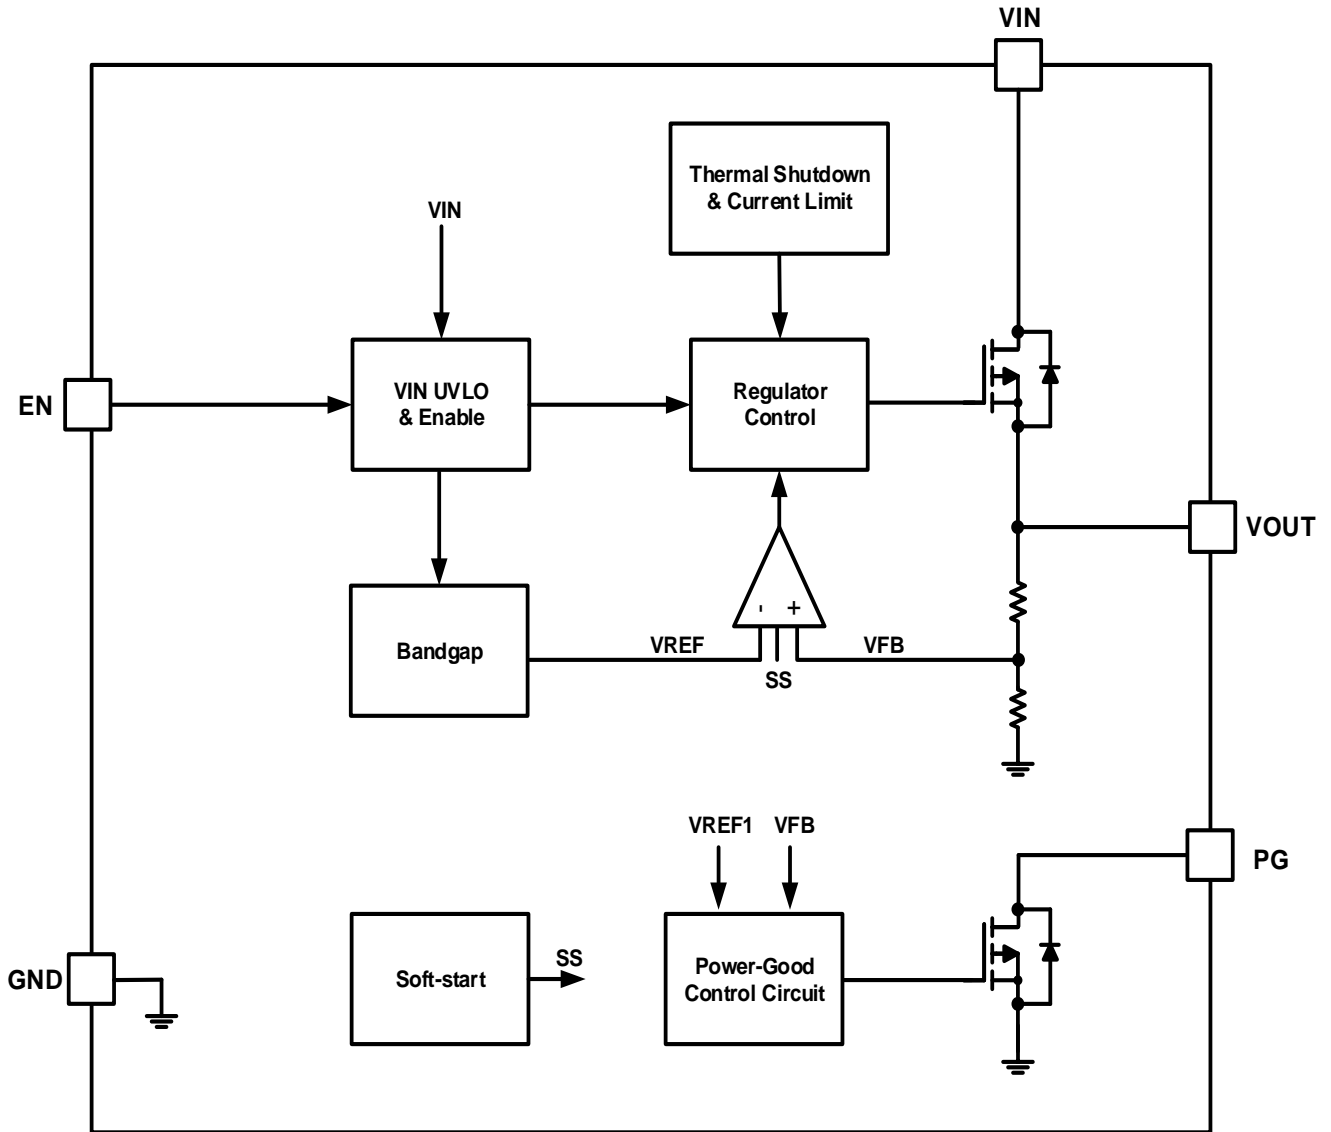 VIN
Thermal Shutdown
& Current Limit
VIN
EN
VIN UVLO
& Enable
Regulator
Control
VOUT
- +
Bandgap
VREF
SS
VFB
VREF1
VFB
PG
GND
Soft-start
SS
Power-Good
Control Circuit